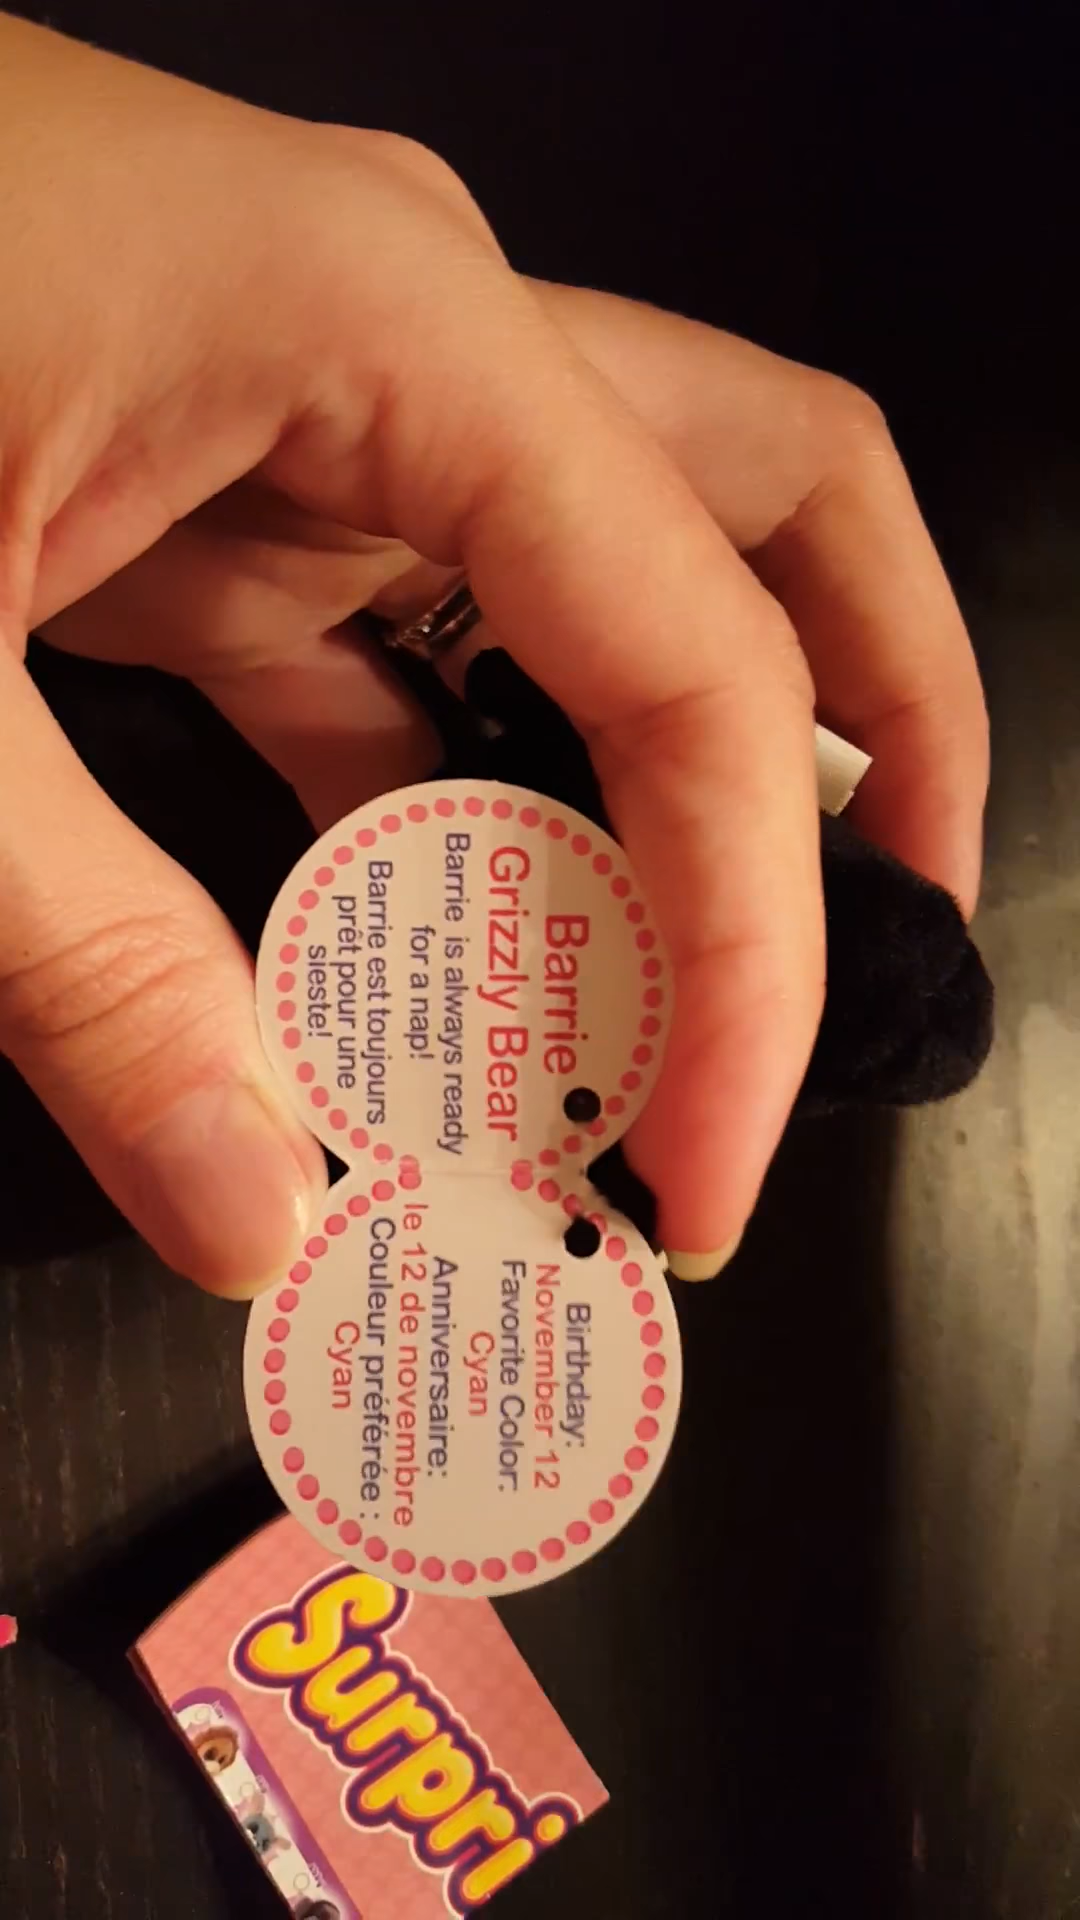 Barrie
Grizzly Bear
Barrie is always ready
for a nap!
Barrie est toujours
prêt pour une
sieste!
Birthday:
November 12
Favorite Color:
Cyan
Anniversaire:
le 12 de novembre
Couleur préférée :
Cyan
Surpri